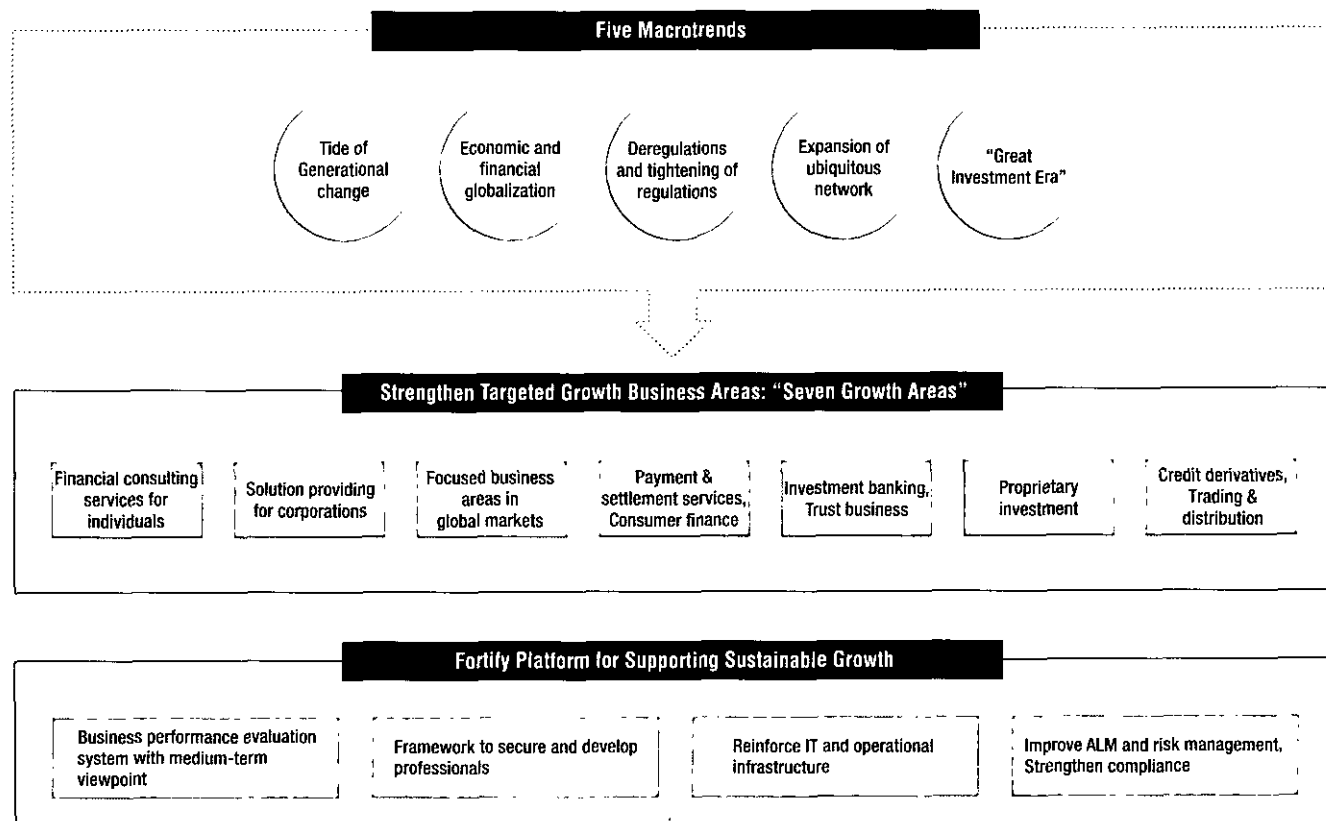 Five Macrotrends
Tide of
Generational
change
Economic and
financial
globalization
Deregulations
and tightening of
regulations
Expansion of
ubiquitous
network
"Great
Investment Era"
Strengthen Targeted Growth Business Areas: "Seven Growth Areas"
Financial consulting
services for
individuals
Solution providing
for corporations
Focused business
areas in
global markets
Payment &
settlement services,
Consumer finance
Investment banking,
Trust business
Proprietary
investment
Credit derivatives,
Trading &
distribution
Fortify Platform for Supporting Sustainable Growth
Business performance evaluation
system with medium-term
viewpoint
Framework to secure and develop
professionals
Reinforce IT and operational
infrastructure
Improve ALM and risk management,
Strengthen compliance